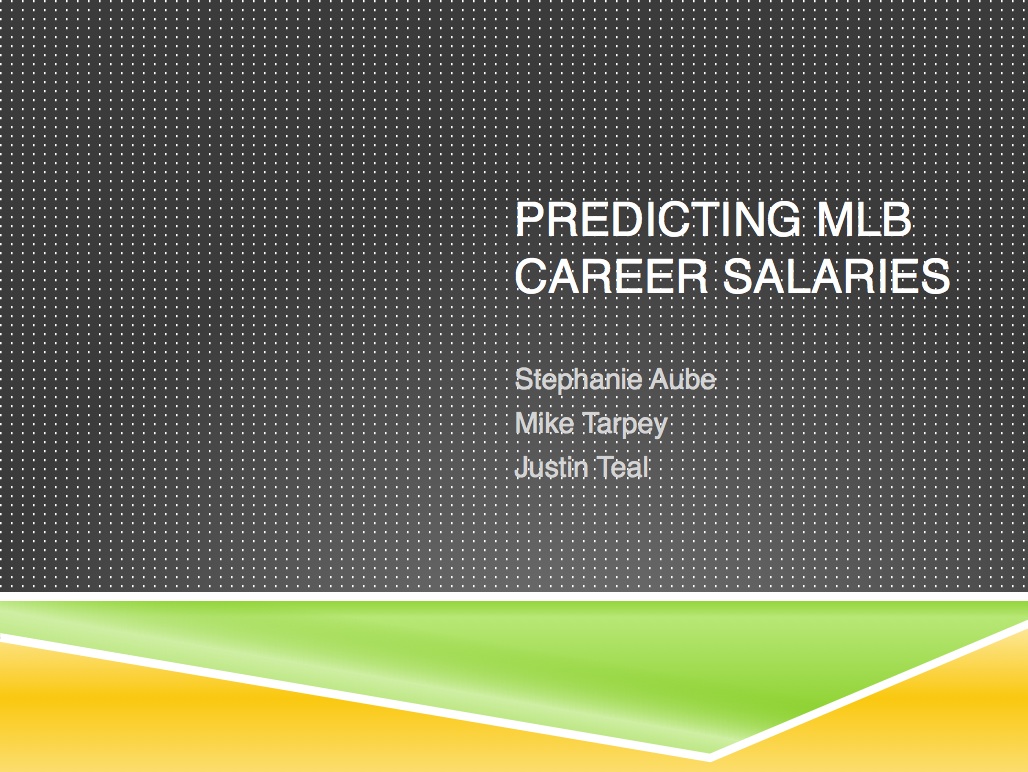 PREDICTING MLB
CAREER SALARIES
Stephanie Aube
Mike Tarpey
Justin Teal